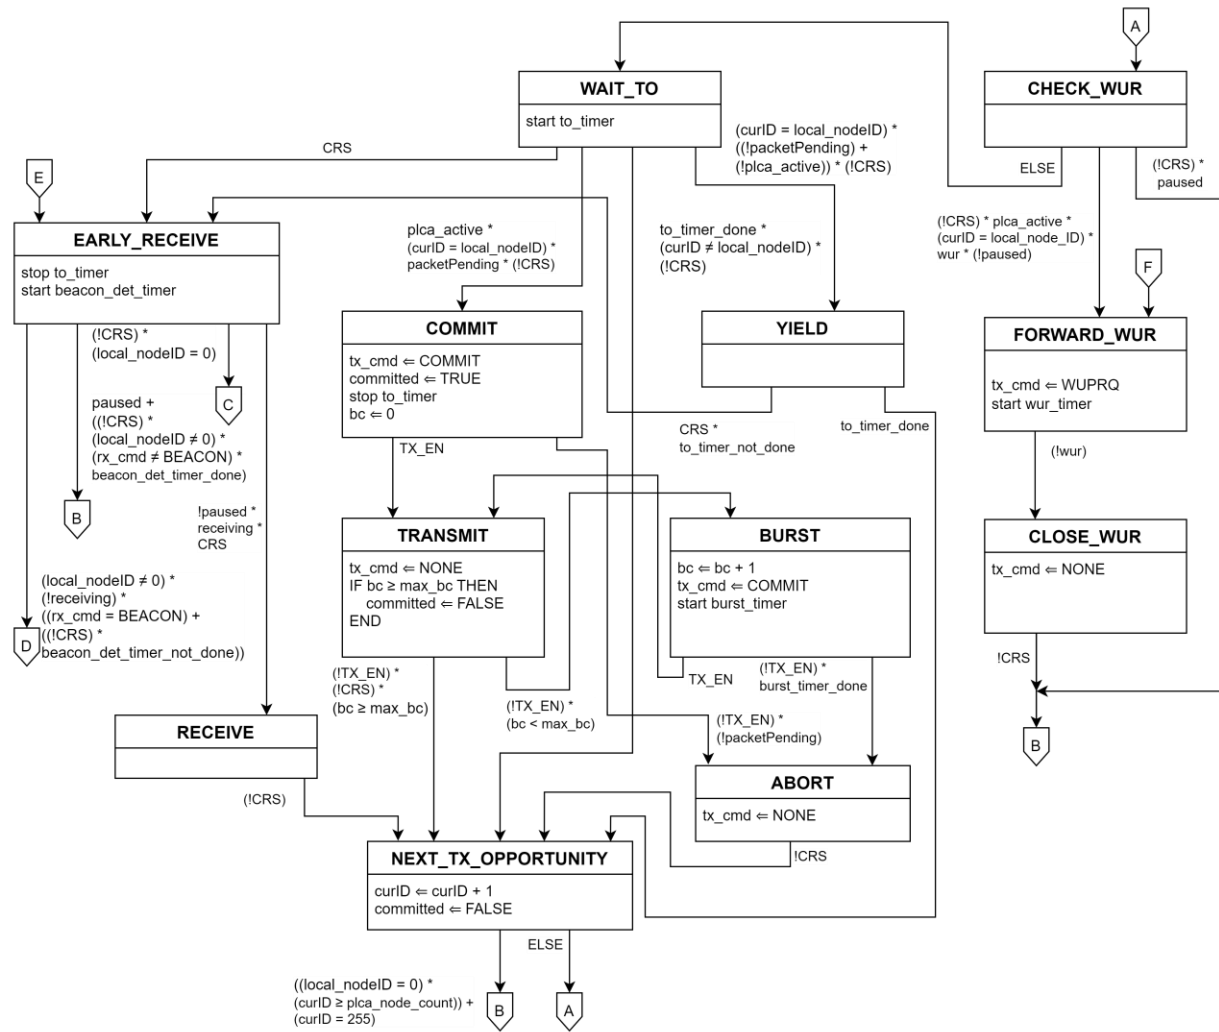 A
WAIT_TO
start to_timer
CHECK_WUR
CRS
(curID = local_nodeID) *
((!packetPending) +
(!plca_active)) * (!CRS)
ELSE
(!CRS) *
paused
E
EARLY_RECEIVE
stop to_timer
start beacon_det_timer
plca_active *
(curID = local_nodeID) *
packetPending * (!CRS)
to_timer_done *
(curID ≠ local_nodeID) *
(!CRS)
(!CRS) * plca_active *
(curID = local_node_ID) *
wur * (!paused)
F
COMMIT
tx_cmd ⇐ COMMIT
committed ⇐ TRUE
stop to_timer
bc ⇐ 0
YIELD
FORWARD_WUR
tx_cmd ⇐ WUPRQ
start wur_timer
(!CRS) *
(local_nodeID = 0)
C
paused +
((!CRS) *
(local_nodeID ≠ 0) *
(rx_cmd ≠ BEACON) *
beacon_det_timer_done)
B
TX_EN
CRS *
to_timer_not_done
to_timer_done
(!wur)
!paused *
receiving *
CRS
TRANSMIT
tx_cmd ⇐ NONE
IF bc ≥ max_bc THEN
committed ⇐ FALSE
END
BURST
bc ⇐ bc + 1
tx_cmd ⇐ COMMIT
start burst_timer
CLOSE_WUR
tx_cmd ⇐ NONE
(local_nodeID ≠ 0) *
(!receiving) *
((rx_cmd = BEACON) +
((!CRS) *
beacon_det_timer_not_done))
D
(!TX_EN) *
(!CRS) *
(bc ≥ max_bc)
(!TX_EN) *
(bc < max_bc)
TX_EN
(!TX_EN) *
burst_timer_done
!CRS
B
RECEIVE
(!TX_EN) *
(!packetPending)
ABORT
tx_cmd ⇐ NONE
(!CRS)
!CRS
NEXT_TX_OPPORTUNITY
curID ⇐ curID + 1
committed ⇐ FALSE
ELSE
((local_nodeID = 0) *
(curID ≥ plca_node_count)) +
(curID = 255)
B
A